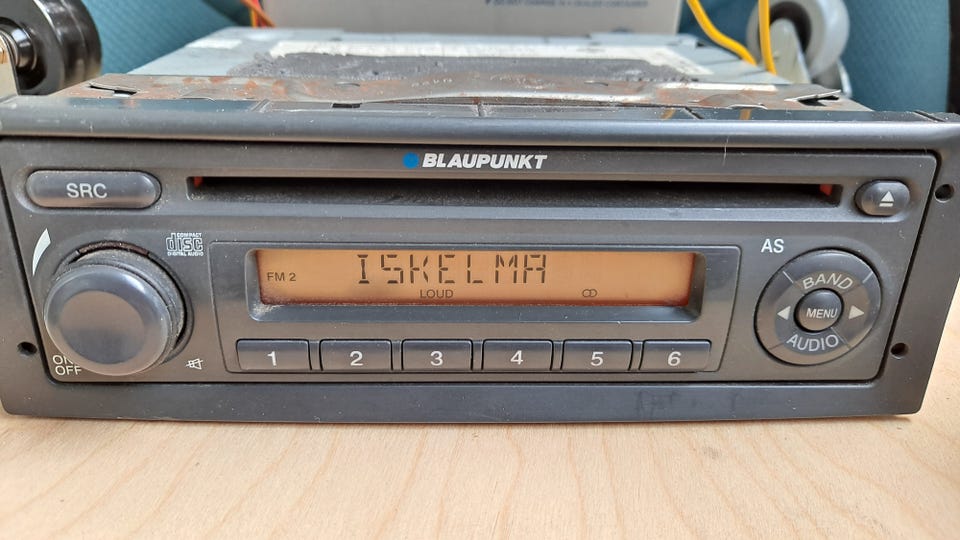 BLAUPUNKT
SRC
COMPACT
disc
DIGITAL AUDIO
AS
FM 2
ISKELMA
LOUD
BAND
MENU
AUDIO
ON
OFF
1 2 3 4 5 6